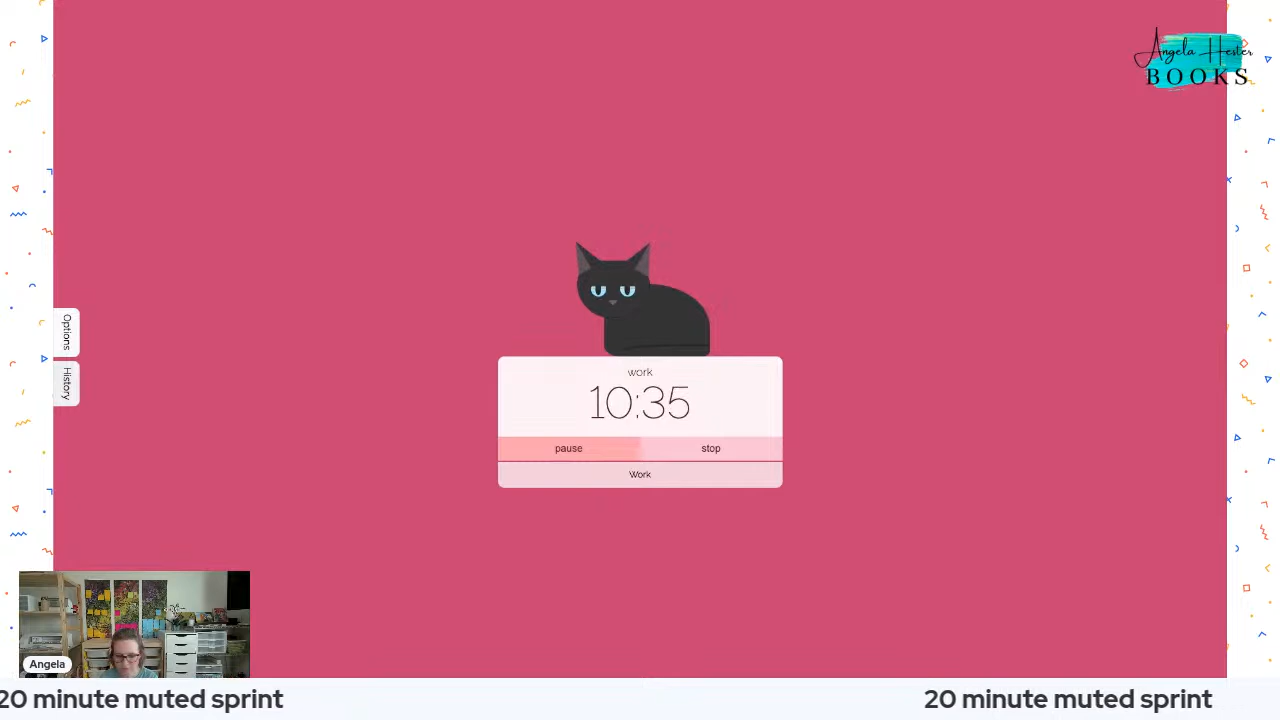 Angela Hester
BOOKS
Options
History
work
10:35
pause
stop
Work
Angela
20 minute muted sprint
20 minute muted sprint